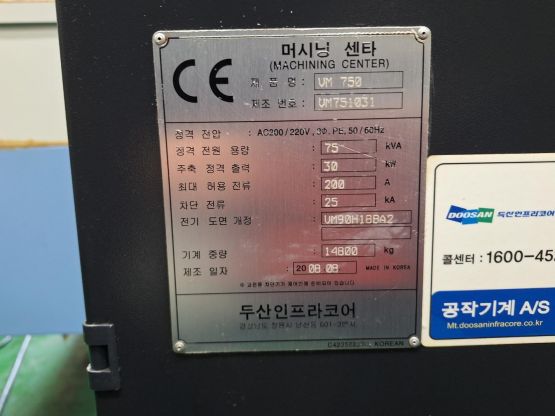 CE
머시닝 센타
(MACHINING CENTER)
제 품 명 : VM 750
제조 번호 : VM751031
정격 전압 : AC200/220V, 3Φ, PE, 50/60Hz
정격 전원 용량 : 75 kVA
주축 정격 출력 : 30 kW
최대 허용 전류 : 200 A
차단 전류 : 25 kA
전기 도면 개정 : VM90H18BA2
기계 중량 : 14800 kg
제조 일자 : 20 08 08 MADE IN KOREA
두산인프라코어
KOREAN
DOOSAN 두산인프라코어
콜센터 : 1600-45
공작기계 A/S
Mt.doosaninfracore.co.kr